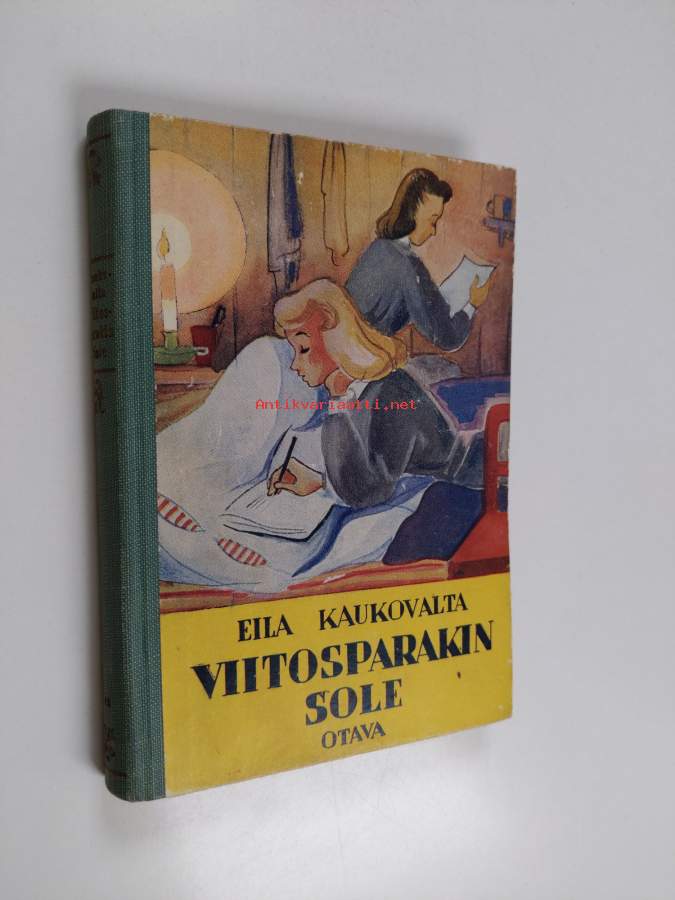 Antikvariaatti.net
EILA KAUKOVALTA
VIITOSPARAKIN
SOLE
OTAVA